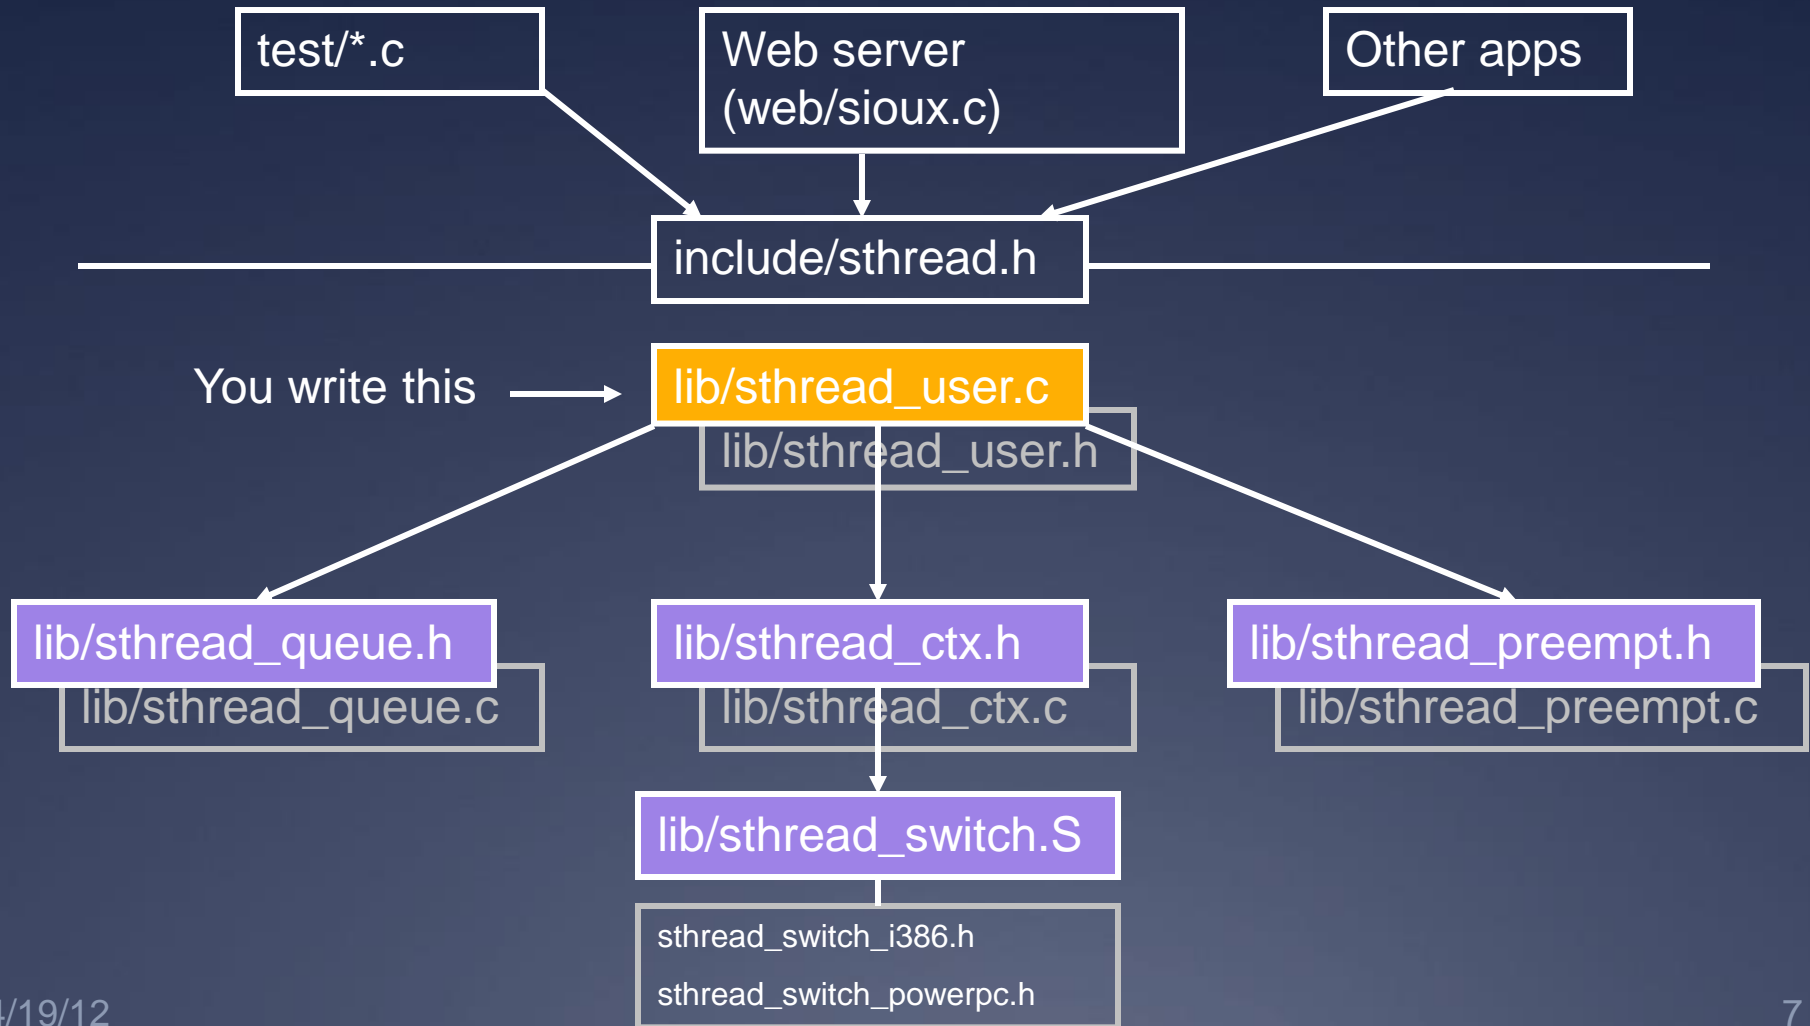 test/*.c
Web server
(web/sioux.c)
Other apps
include/sthread.h
You write this
lib/sthread_user.c
lib/sthread_user.h
lib/sthread_queue.h
lib/sthread_ctx.h
lib/sthread_preempt.h
lib/sthread_queue.c
lib/sthread_ctx.c
lib/sthread_preempt.c
lib/sthread_switch.S
sthread_switch_i386.h
sthread_switch_powerpc.h
/19/12
7